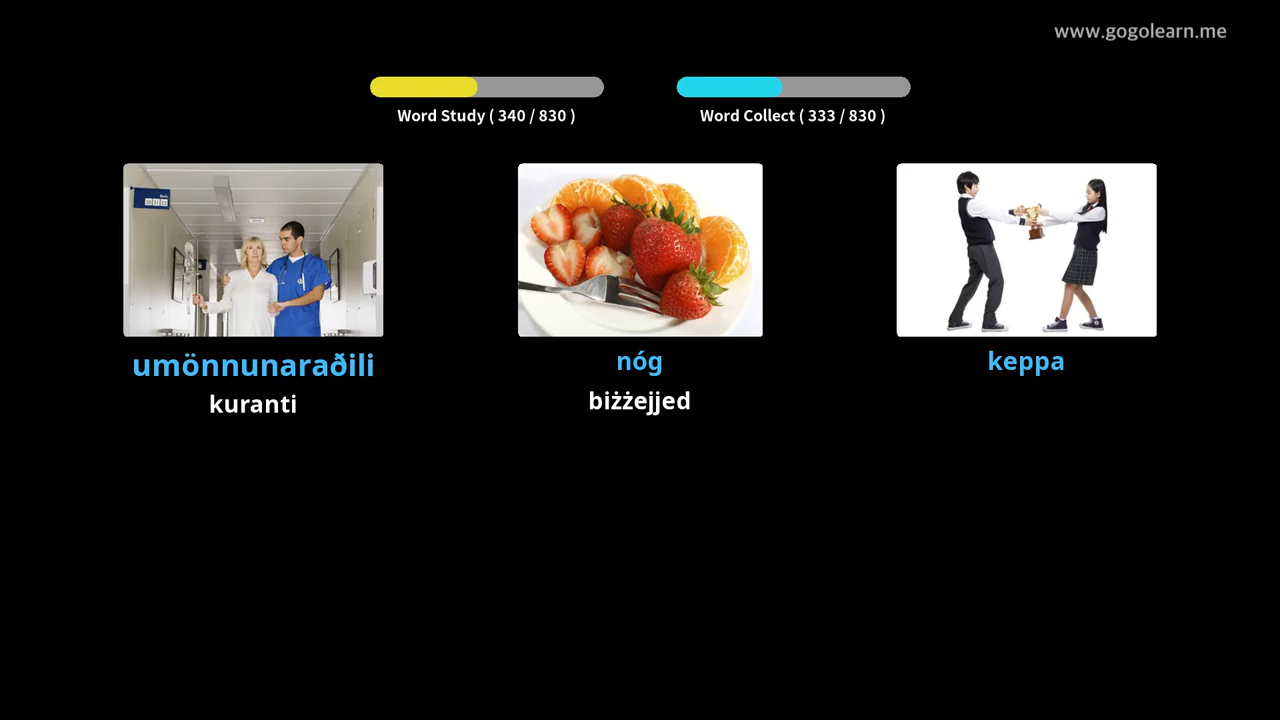 www.gogolearn.me
Word Study ( 340 / 830 )
Word Collect ( 333 / 830 )
umönnunaraðili
kuranti
nóg
biżżejjed
keppa